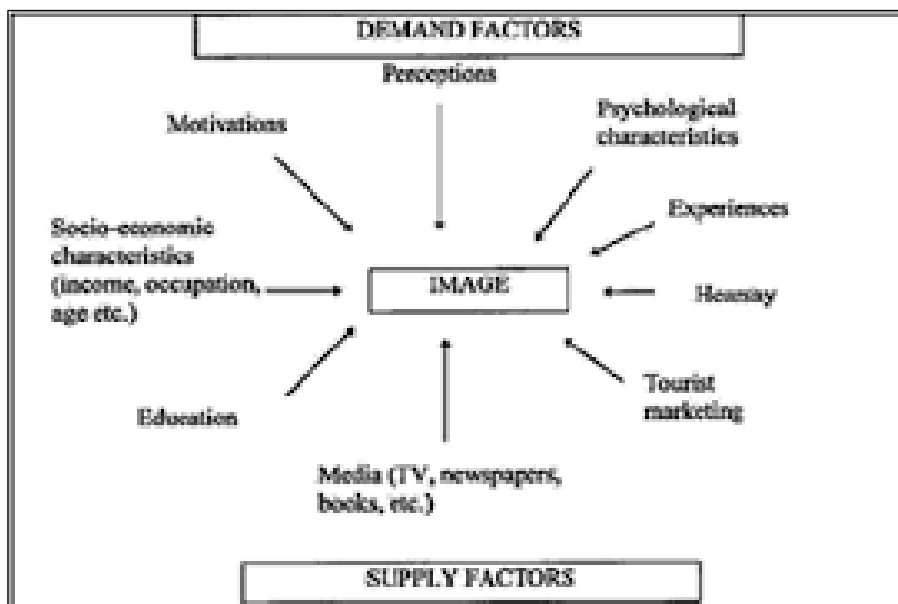 DEMAND FACTORS
Perceptions
Motivations
Psychological
characteristics
Experiences
Socio-economic
characteristics
(income, occupation,
age etc.)
IMAGE
Hearsay
Tourist
marketing
Education
Media (TV, newspapers,
books, etc.)
SUPPLY FACTORS